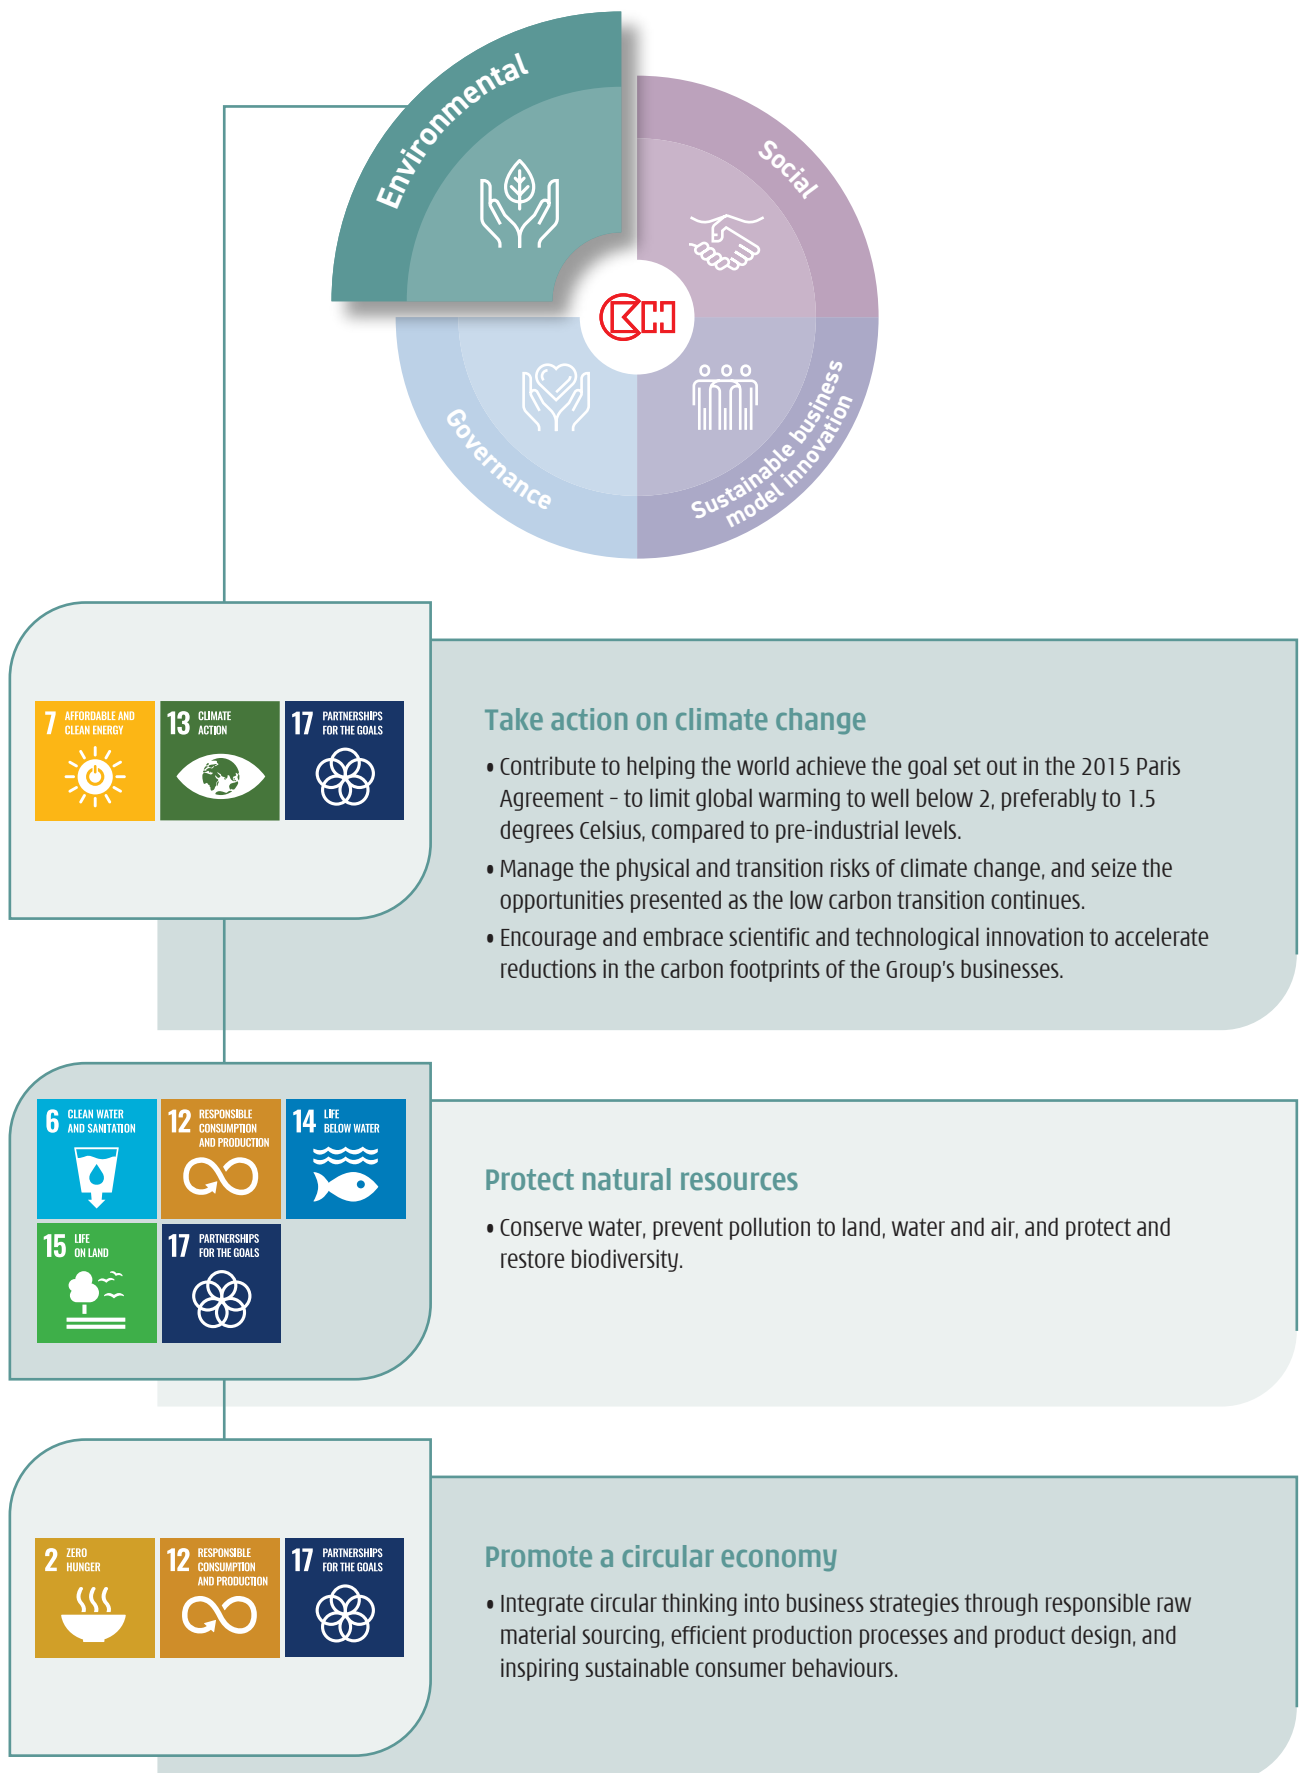 Environmental
Social
Governance
Sustainable business
model innovation
CKH
7 AFFORDABLE AND
CLEAN ENERGY
13 CLIMATE
ACTION
17 PARTNERSHIPS
FOR THE GOALS
Take action on climate change
• Contribute to helping the world achieve the goal set out in the 2015 Paris
Agreement – to limit global warming to well below 2, preferably to 1.5
degrees Celsius, compared to pre-industrial levels.
• Manage the physical and transition risks of climate change, and seize the
opportunities presented as the low carbon transition continues.
• Encourage and embrace scientific and technological innovation to accelerate
reductions in the carbon footprints of the Group's businesses.
6 CLEAN WATER
AND SANITATION
12 RESPONSIBLE
CONSUMPTION
AND PRODUCTION
14 LIFE
BELOW WATER
15 LIFE
ON LAND
17 PARTNERSHIPS
FOR THE GOALS
Protect natural resources
• Conserve water, prevent pollution to land, water and air, and protect and
restore biodiversity.
2 ZERO
HUNGER
12 RESPONSIBLE
CONSUMPTION
AND PRODUCTION
17 PARTNERSHIPS
FOR THE GOALS
Promote a circular economy
• Integrate circular thinking into business strategies through responsible raw
material sourcing, efficient production processes and product design, and
inspiring sustainable consumer behaviours.